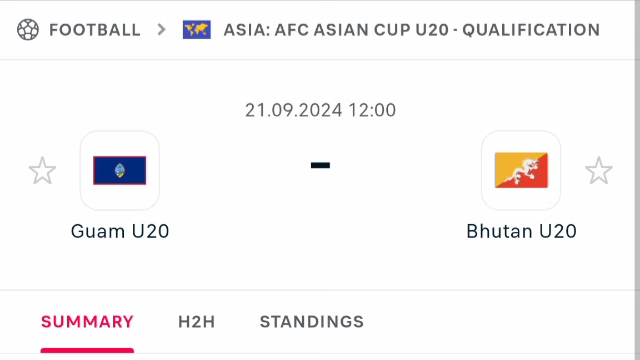 FOOTBALL > ASIA: AFC ASIAN CUP U20 - QUALIFICATION
21.09.2024 12:00
-
Guam U20 Bhutan U20
SUMMARY H2H STANDINGS